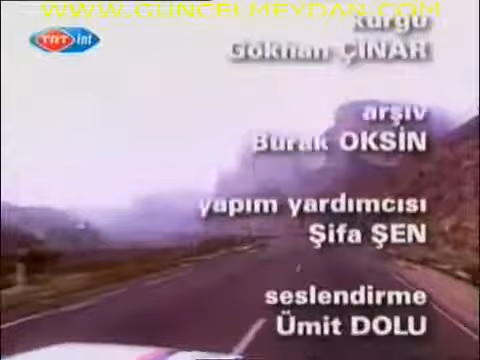 WWW.GUNCELMEYDAN.COM
TRT int
kurgu
Gökhan ÇINAR
arşiv
Burak OKSİN
yapım yardımcısı
Şifa ŞEN
seslendirme
Ümit DOLU